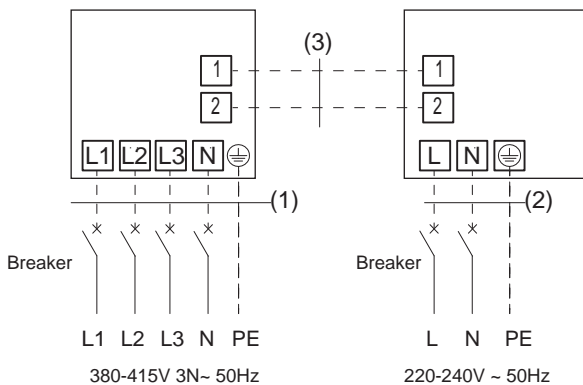 (3)
1
1
2
2
L1 L2 L3 N
L N
(1)
(2)
Breaker
Breaker
L1 L2 L3 N PE
L N PE
380-415V 3N~ 50Hz
220-240V ~ 50Hz